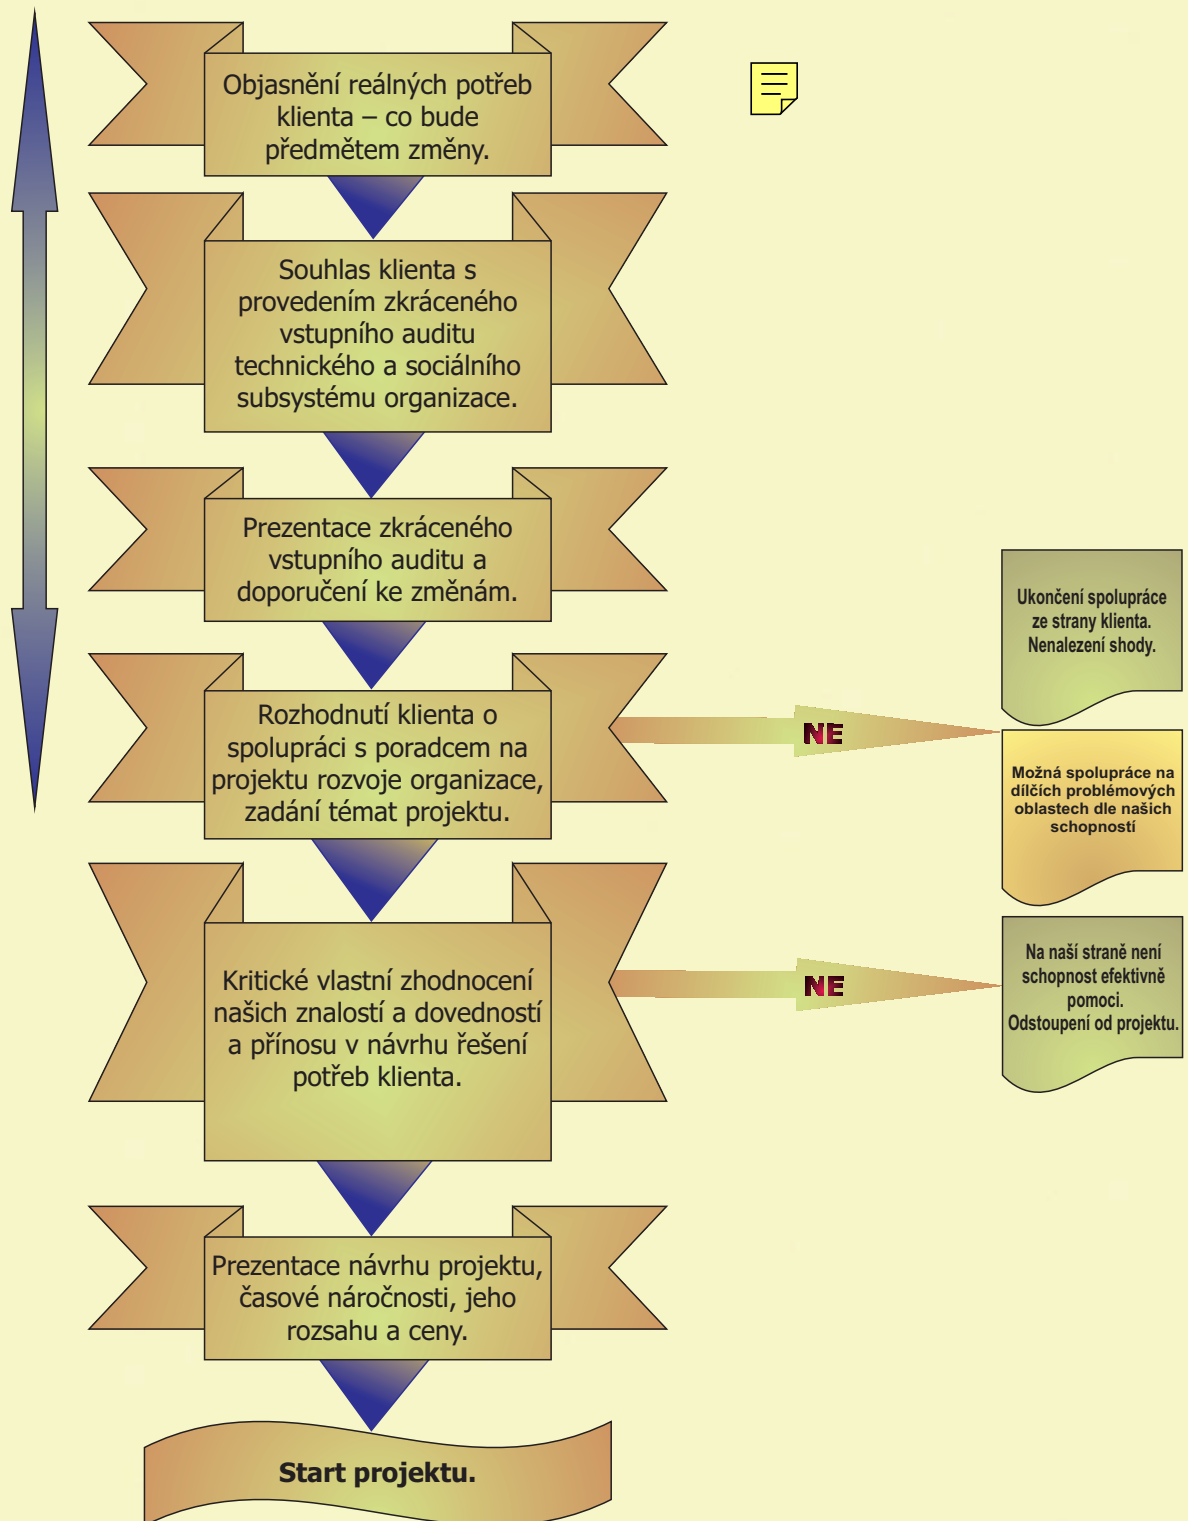 Objasnění reálných potřeb
klienta – co bude
předmětem změny.
Souhlas klienta s
provedením zkráceného
vstupního auditu
technického a sociálního
subsystému organizace.
Prezentace zkráceného
vstupního auditu a
doporučení ke změnám.
Rozhodnutí klienta o
spolupráci s poradcem na
projektu rozvoje organizace,
zadání témat projektu.
NE
Ukončení spolupráce
ze strany klienta.
Nenalezení shody.
Možná spolupráce na
dílčích problémových
oblastech dle našich
schopností
Kritické vlastní zhodnocení
našich znalostí a dovedností
a přínosu v návrhu řešení
potřeb klienta.
NE
Na naší straně není
schopnost efektivně
pomoci.
Odstoupení od projektu.
Prezentace návrhu projektu,
časové náročnosti, jeho
rozsahu a ceny.
Start projektu.